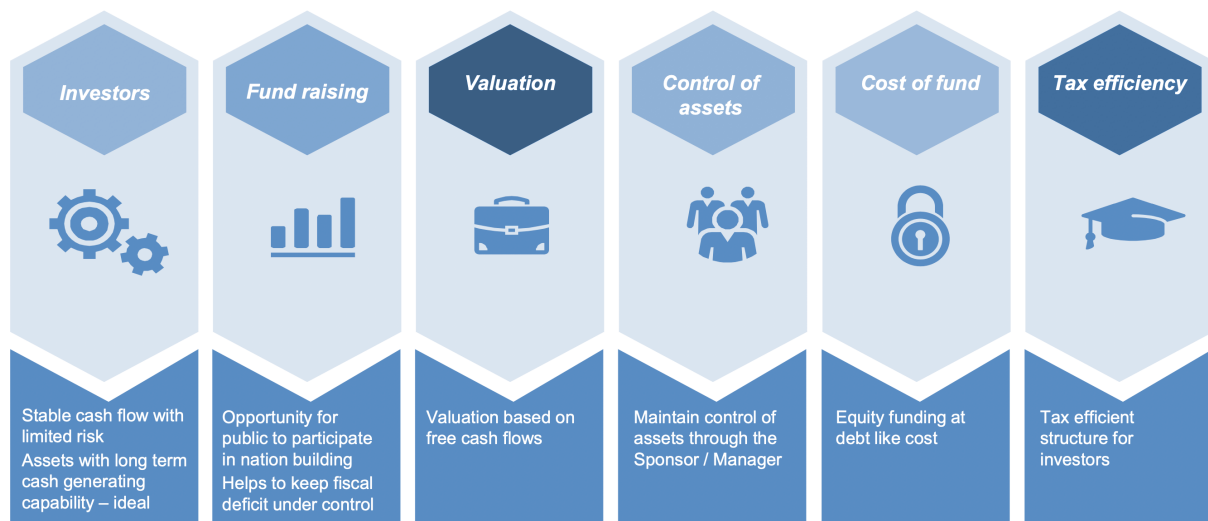 Investors
Fund raising
Valuation
Control of
assets
Cost of fund
Tax efficiency
Stable cash flow with
limited risk
Assets with long term
cash generating
capability – ideal
Opportunity for
public to participate
in nation building
Helps to keep fiscal
deficit under control
Valuation based on
free cash flows
Maintain control of
assets through the
Sponsor / Manager
Equity funding at
debt like cost
Tax efficient
structure for
investors